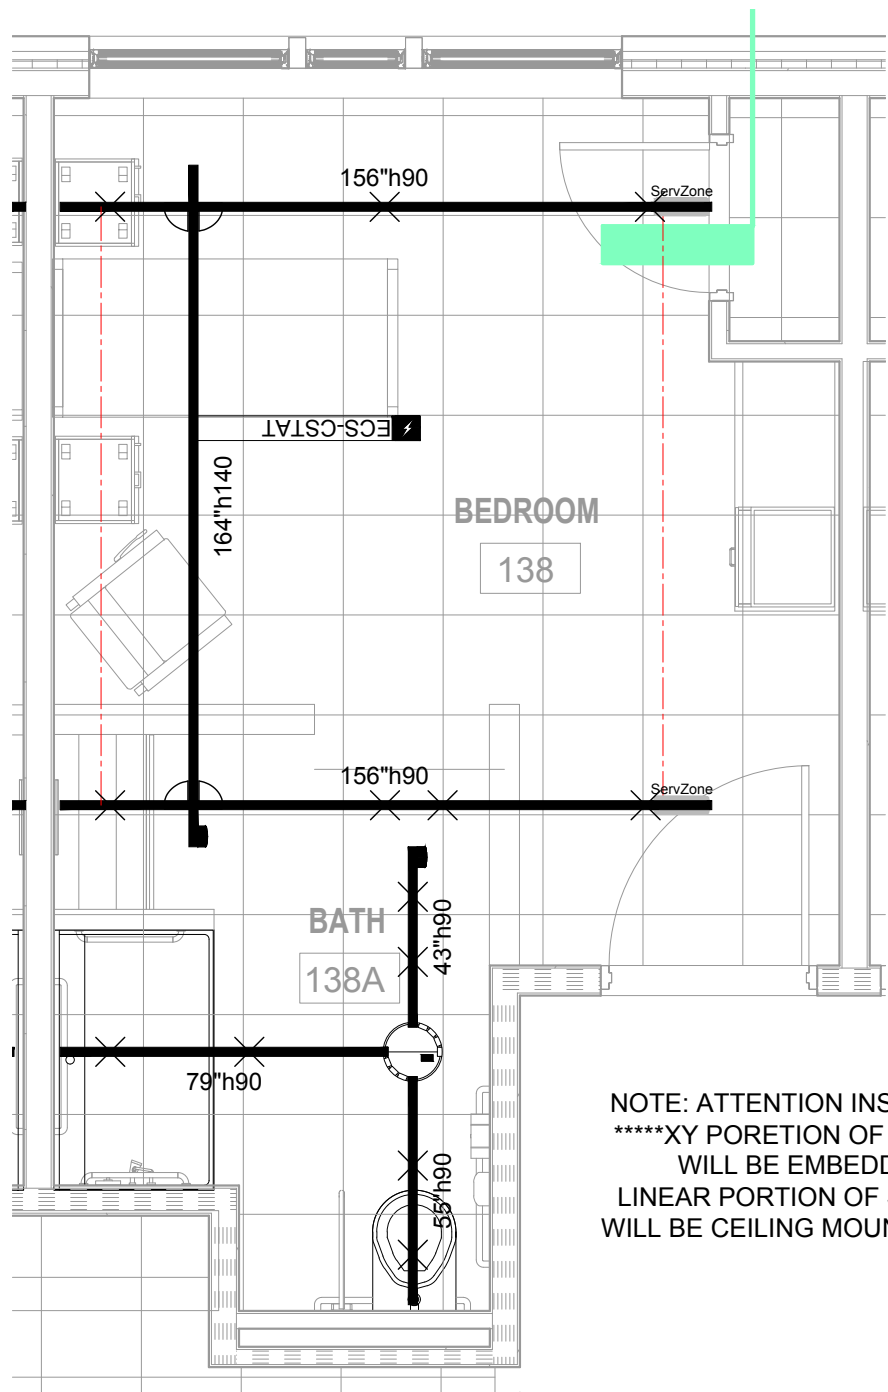 156"h90
ServZone
ECS-CSTAT
164"h140
BEDROOM
138
156"h90
ServZone
BATH
138A
43"h90
79"h90
55"h90
NOTE: ATTENTION INS
*****XY PORETION OF
WILL BE EMBEDD
LINEAR PORTION OF
WILL BE CEILING MOUN